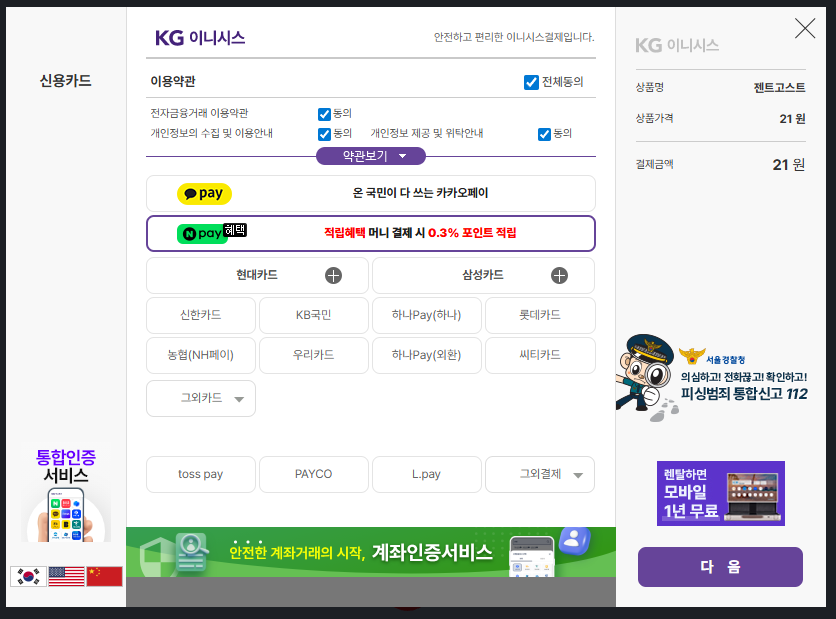 신용카드
통합인증
서비스
KG 이니시스
안전하고 편리한 이니시스결제입니다.
이용약관
전체동의
전자금융거래 이용약관
동의
개인정보의 수집 및 이용안내
동의
개인정보 제공 및 위탁안내
동의
약관보기
pay
온 국민이 다 쓰는 카카오페이
N pay 혜택
적립혜택 머니 결제 시 0.3% 포인트 적립
현대카드
삼성카드
신한카드
KB국민
하나Pay(하나)
롯데카드
농협(NH페이)
우리카드
하나Pay(외환)
씨티카드
그외카드
toss pay
PAYCO
L.pay
그외결제
안전한 계좌거래의 시작, 계좌인증서비스
KG 이니시스
상품명
젠트고스트
상품가격
21 원
결제금액
21 원
서울경찰청
의심하고! 전화끊고! 확인하고!
피싱범죄 통합신고 112
렌탈하면
모바일
1년 무료
다 음